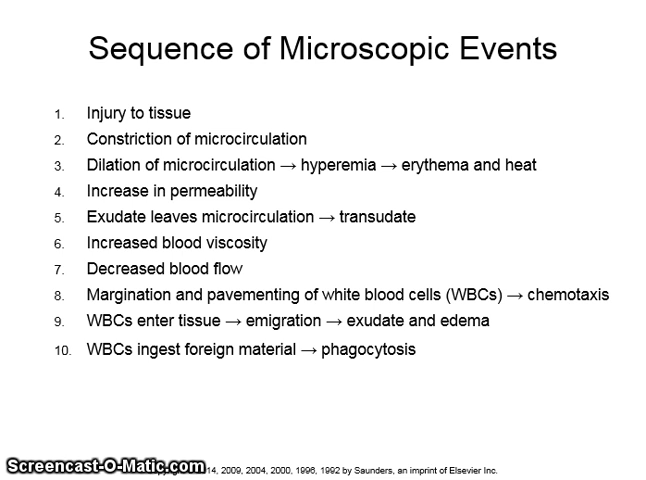 Sequence of Microscopic Events
1. Injury to tissue
2. Constriction of microcirculation
3. Dilation of microcirculation → hyperemia → erythema and heat
4. Increase in permeability
5. Exudate leaves microcirculation → transudate
6. Increased blood viscosity
7. Decreased blood flow
8. Margination and pavementing of white blood cells (WBCs) → chemotaxis
9. WBCs enter tissue → emigration → exudate and edema
10. WBCs ingest foreign material → phagocytosis
Screencast-O-Matic.com 14, 2009, 2004, 2000, 1996, 1992 by Saunders, an imprint of Elsevier Inc.